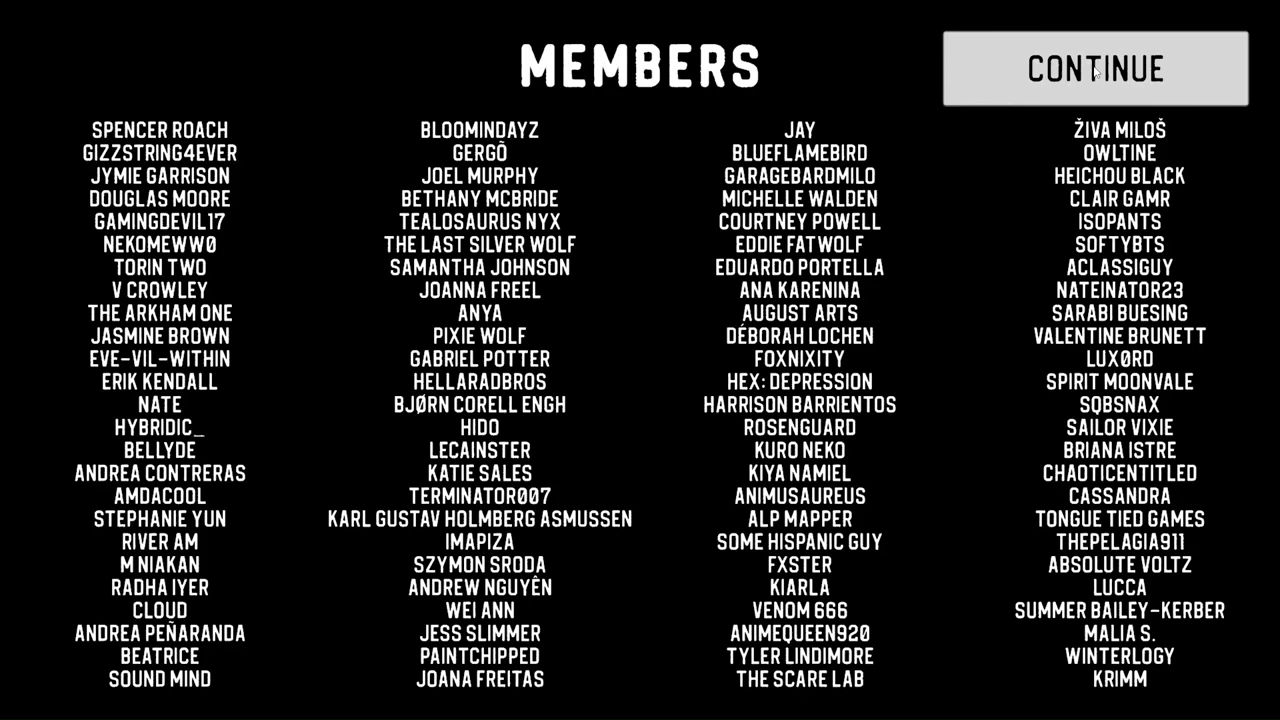 MEMBERS
CONTINUE
SPENCER ROACH
GIZZSTRING4EVER
JYMIE GARRISON
DOUGLAS MOORE
GAMINGDEVIL17
NEKOMEWW0
TORIN TWO
V CROWLEY
THE ARKHAM ONE
JASMINE BROWN
EVE-VIL-WITHIN
ERIK KENDALL
NATE
HYBRIDIC_
BELLYDE
ANDREA CONTRERAS
AMDACOOL
STEPHANIE YUN
RIVER AM
M NIAKAN
RADHA IYER
CLOUD
ANDREA PEÑARANDA
BEATRICE
SOUND MIND
BLOOMINDAYZ
GERGÕ
JOEL MURPHY
BETHANY MCBRIDE
TEALOSAURUS NYX
THE LAST SILVER WOLF
SAMANTHA JOHNSON
JOANNA FREEL
ANYA
PIXIE WOLF
GABRIEL POTTER
HELLARADBROS
BJØRN CORELL ENGH
HIDO
LECAINSTER
KATIE SALES
TERMINATOR007
KARL GUSTAV HOLMBERG ASMUSSEN
IMAPIZA
SZYMON SRODA
ANDREW NGUYÊN
WEI ANN
JESS SLIMMER
PAINTCHIPPED
JOANA FREITAS
JAY
BLUEFLAMEBIRD
GARAGEBARDMILO
MICHELLE WALDEN
COURTNEY POWELL
EDDIE FATWOLF
EDUARDO PORTELLA
ANA KARENINA
AUGUST ARTS
DÉBORAH LOCHEN
FOXNIXITY
HEX: DEPRESSION
HARRISON BARRIENTOS
ROSENGUARD
KURO NEKO
KIYA NAMIEL
ANIMUSAUREUS
ALP MAPPER
SOME HISPANIC GUY
FXSTER
KIARLA
VENOM 666
ANIMEQUEEN920
TYLER LINDIMORE
THE SCARE LAB
ŽIVA MILOŠ
OWLTINE
HEICHOU BLACK
CLAIR GAMR
ISOPANTS
SOFTYBTS
ACLASSIGUY
NATEINATOR23
SARABI BUESING
VALENTINE BRUNETT
LUX0RD
SPIRIT MOONVALE
SQBSNAX
SAILOR VIXIE
BRIANA ISTRE
CHAOTICENTITLED
CASSANDRA
TONGUE TIED GAMES
THEPELAGIA911
ABSOLUTE VOLTZ
LUCCA
SUMMER BAILEY-KERBER
MALIA S.
WINTERLOGY
KRIMM